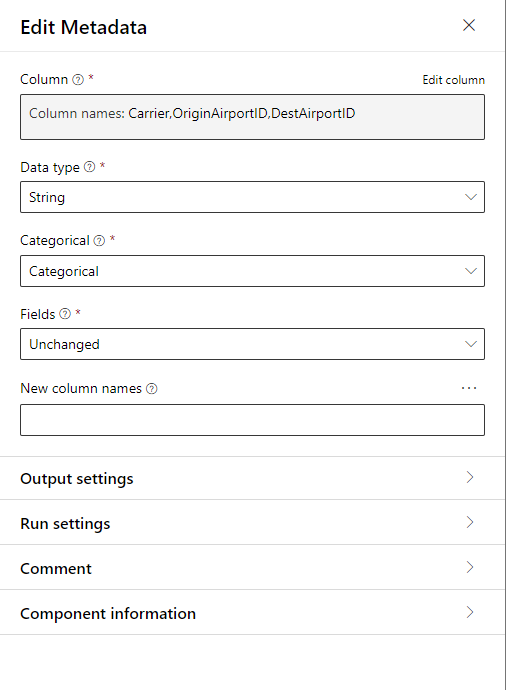 Edit Metadata
Column * Edit column
Column names: Carrier,OriginAirportID,DestAirportID
Data type *
String
Categorical *
Categorical
Fields *
Unchanged
New column names ...
Output settings
Run settings
Comment
Component information